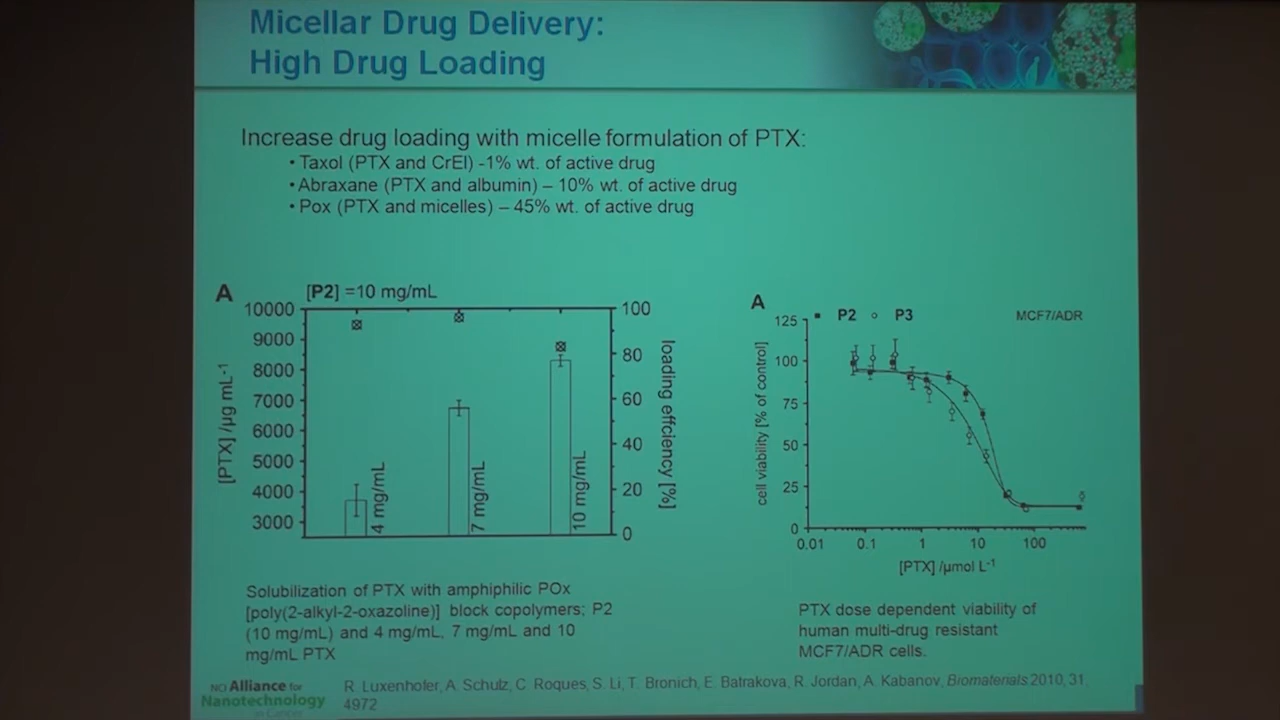 Micellar Drug Delivery:
High Drug Loading
Increase drug loading with micelle formulation of PTX:
• Taxol (PTX and CrEl) -1% wt. of active drug
• Abraxane (PTX and albumin) – 10% wt. of active drug
• Pox (PTX and micelles) – 45% wt. of active drug
A
[P2] =10 mg/mL
10000
9000
8000
7000
6000
5000
4000
3000
[PTX] /µg mL-1
4 mg/mL
7 mg/mL
10 mg/mL
100
80
60
40
20
0
loading effciency [%]
Solubilization of PTX with amphiphilic POx
[poly(2-alkyl-2-oxazoline)] block copolymers; P2
(10 mg/mL) and 4 mg/mL, 7 mg/mL and 10
mg/mL PTX
A
P2 P3
MCF7/ADR
125
100
75
50
25
0
cell viability [% of control]
0.01 0.1 1 10 100
[PTX] /µmol L-1
PTX dose dependent viability of
human multi-drug resistant
MCF7/ADR cells.
NCI Alliance for
Nanotechnology
in Cancer
R. Luxenhofer, A. Schulz, C. Roques, S. Li, T. Bronich, E. Batrakova, R. Jordan, A. Kabanov, Biomaterials 2010, 31,
4972